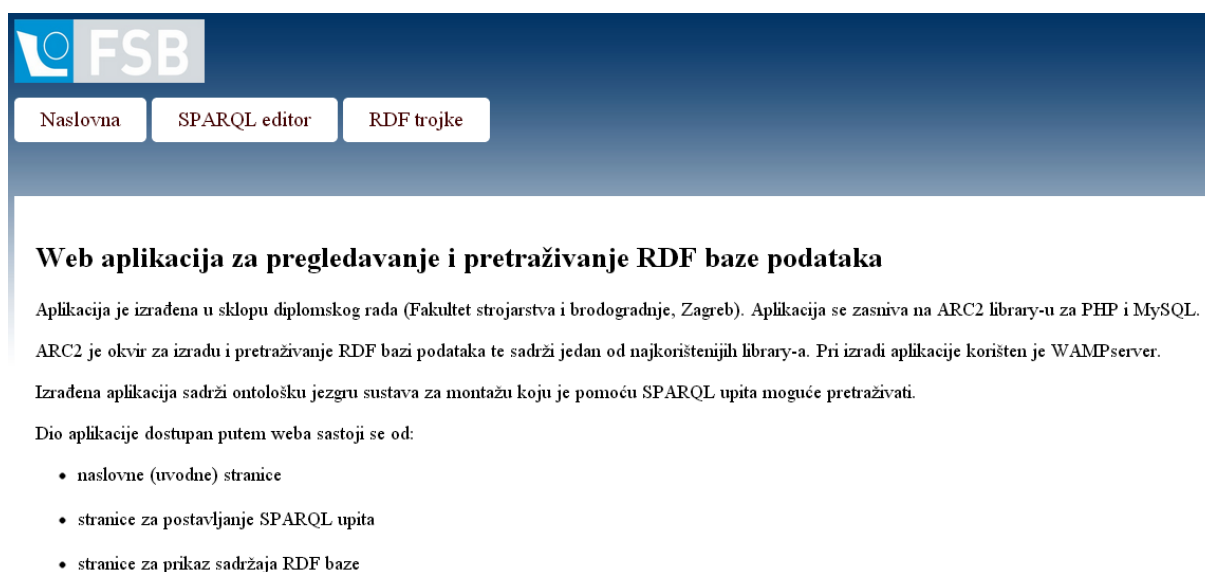 FSB
Naslovna SPARQL editor RDF trojke
Web aplikacija za pregledavanje i pretraživanje RDF baze podataka
Aplikacija je izrađena u sklopu diplomskog rada (Fakultet strojarstva i brodogradnje, Zagreb). Aplikacija se zasniva na ARC2 library-u za PHP i MySQL.
ARC2 je okvir za izradu i pretraživanje RDF bazi podataka te sadrži jedan od najkorištenijih library-a. Pri izradi aplikacije korišten je WAMPserver.
Izrađena aplikacija sadrži ontološku jezgru sustava za montažu koju je pomoću SPARQL upita moguće pretraživati.
Dio aplikacije dostupan putem weba sastoji se od:
• naslovne (uvodne) stranice
• stranice za postavljanje SPARQL upita
• stranice za prikaz sadržaja RDF baze